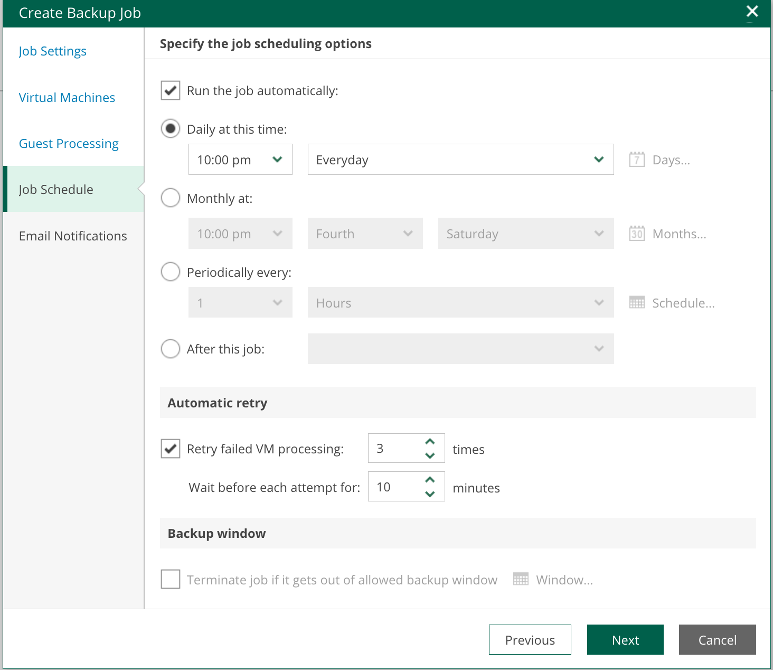 Create Backup Job
Job Settings
Virtual Machines
Guest Processing
Job Schedule
Email Notifications
Specify the job scheduling options
Run the job automatically:
Daily at this time:
10:00 pm Everyday 7 Days...
Monthly at:
10:00 pm Fourth Saturday 30 Months...
Periodically every:
1 Hours Schedule...
After this job:
Automatic retry
Retry failed VM processing: 3 times
Wait before each attempt for: 10 minutes
Backup window
Terminate job if it gets out of allowed backup window Window...
Previous Next Cancel